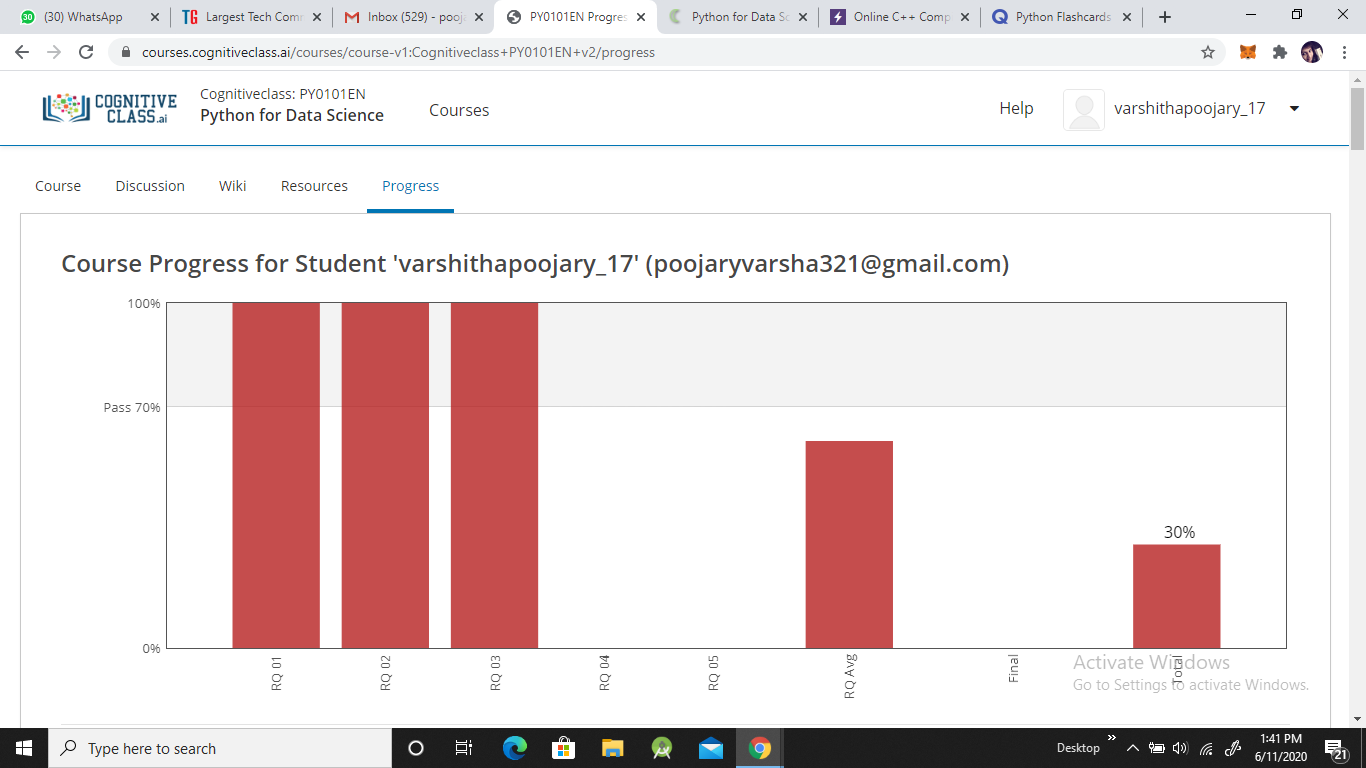 30
(30) WhatsApp
TG
Largest Tech Com
Inbox (529) - pooj
PY0101EN Progres
Python for Data Sc
Online C++ Comp
Python Flashcards
courses.cognitiveclass.ai/courses/course-v1:Cognitiveclass+PY0101EN+v2/progress
COGNITIVE
CLASS.ai
Cognitiveclass: PY0101EN
Python for Data Science
Courses
Help
varshithapoojary_17
Course
Discussion
Wiki
Resources
Progress
Course Progress for Student 'varshithapoojary_17' (poojaryvarsha321@gmail.com)
100%
Pass 70%
0%
30%
RQ 01
RQ 02
RQ 03
RQ 04
RQ 05
RQ Avg
Final
Total
Activate Windows
Go to Settings to activate Windows.
Type here to search
Desktop
1:41 PM
6/11/2020
21